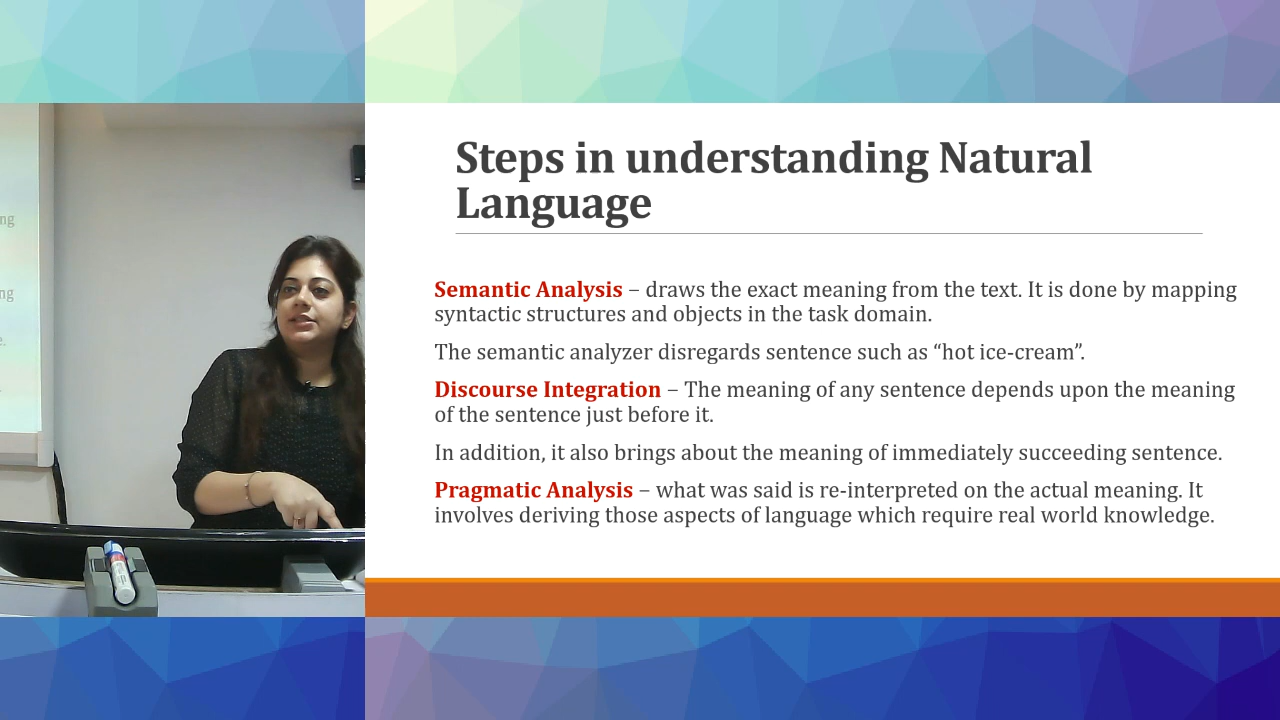 Steps in understanding Natural
Language
Semantic Analysis – draws the exact meaning from the text. It is done by mapping
syntactic structures and objects in the task domain.
The semantic analyzer disregards sentence such as “hot ice-cream”.
Discourse Integration – The meaning of any sentence depends upon the meaning
of the sentence just before it.
In addition, it also brings about the meaning of immediately succeeding sentence.
Pragmatic Analysis – what was said is re-interpreted on the actual meaning. It
involves deriving those aspects of language which require real world knowledge.